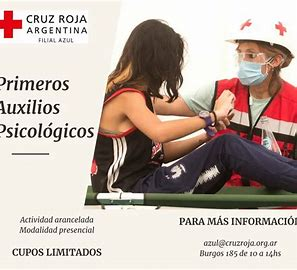 CRUZ ROJA
ARGENTINA
FILIAL AZUL
Primeros
Auxilios
Psicológicos
Actividad arancelada
Modalidad presencial
CUPOS LIMITADOS
PARA MÁS INFORMACIÓN
azul@cruzroja.org.ar
Burgos 185 de 10 a 14hs